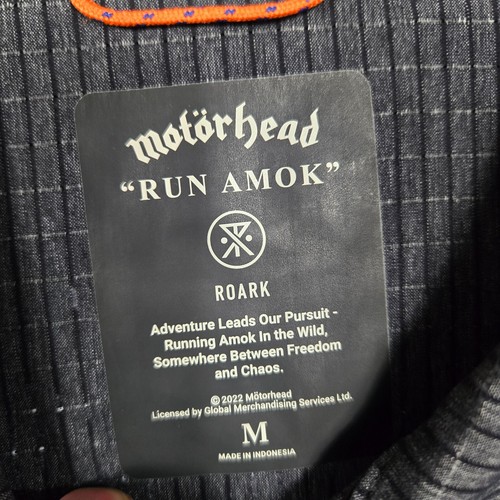 motörhead
“RUN AMOK”
ROARK
Adventure Leads Our Pursuit -
Running Amok In the Wild,
Somewhere Between Freedom
and Chaos.
© 2022 Mötorhead
Licensed by Global Merchandising Services Ltd.
M
MADE IN INDONESIA